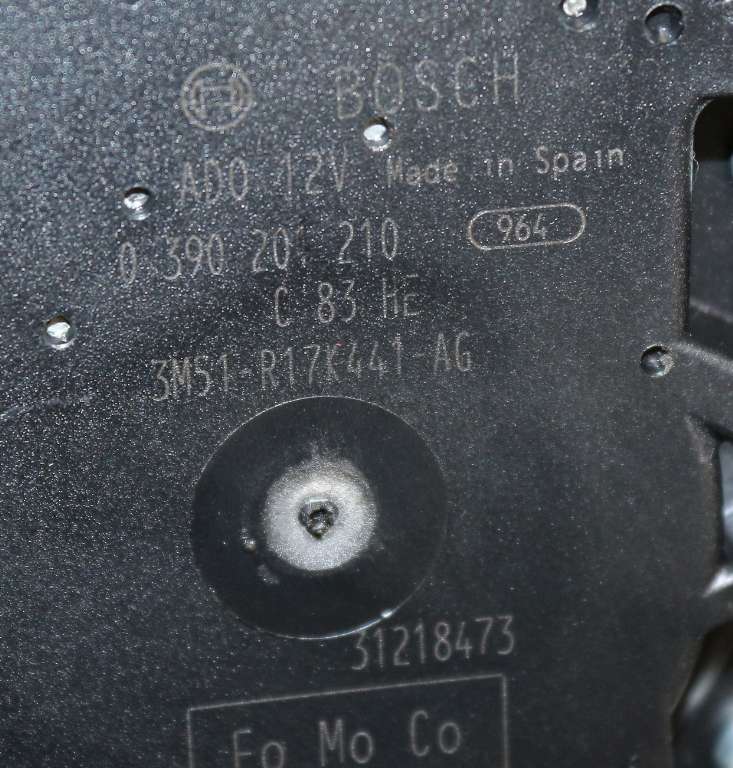 BOSCH
ADO 12V Made in Spain
0 390 201 210 964
C 83 HE
3M51-R17K441-AG
31218473
Fo Mo Co